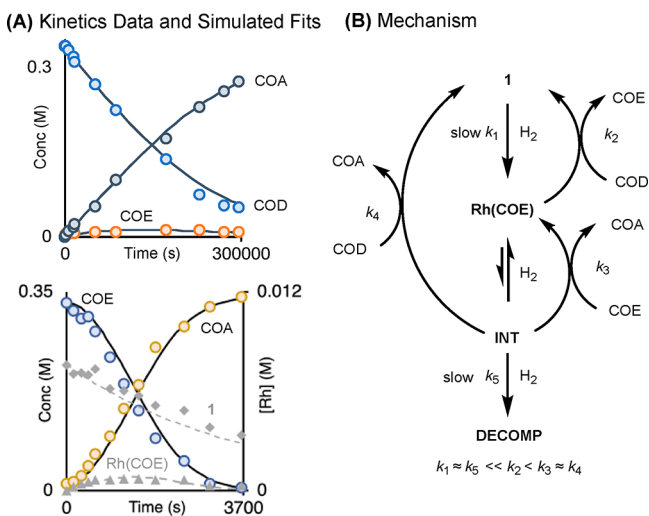 (A) Kinetics Data and Simulated Fits
0.3
Conc (M)
0
COA
COE
COD
0
Time (s)
300000
0.35
Conc (M)
0
COE
COA
1
Rh(COE)
0.012
[Rh] (M)
0
0
Time (s)
3700
(B) Mechanism
1
slow k₁ H₂
COE
k₂
COD
Rh(COE)
COA
k₄
COD
H₂
COA
k₃
COE
INT
slow k₅ H₂
DECOMP
k₁ ≈ k₅ << k₂ < k₃ ≈ k₄